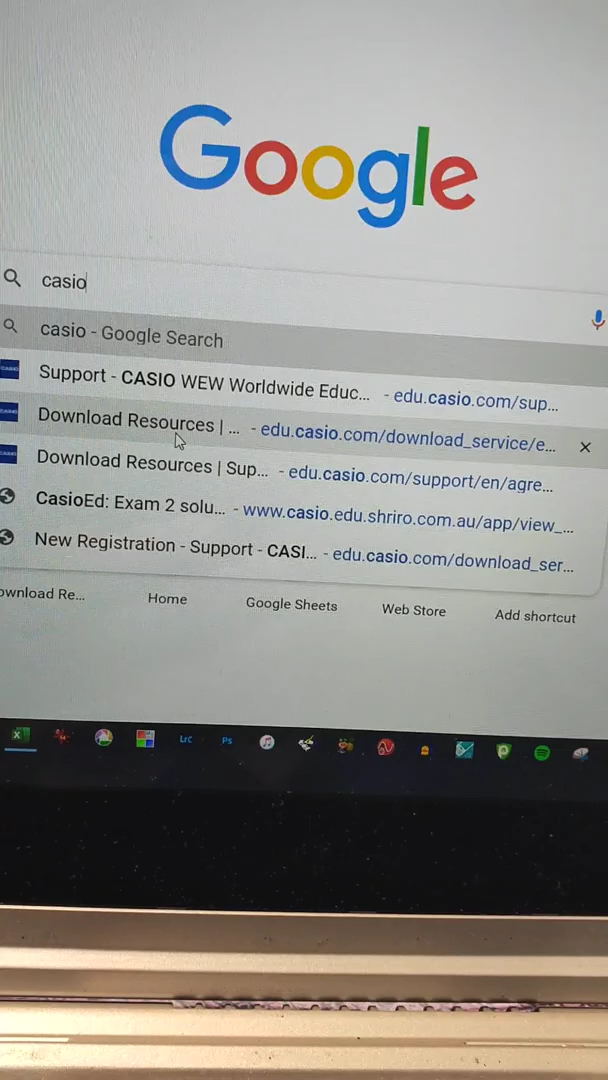 Google
casio
casio - Google Search
Support - CASIO WEW Worldwide Educ... - edu.casio.com/sup...
Download Resources | ... - edu.casio.com/download_service/e...
Download Resources | Sup... - edu.casio.com/support/en/agre...
CasioEd: Exam 2 solu... - www.casio.edu.shriro.com.au/app/view_...
New Registration - Support - CASI... - edu.casio.com/download_ser...
ownload Re... Home Google Sheets Web Store Add shortcut
Lrc Ps